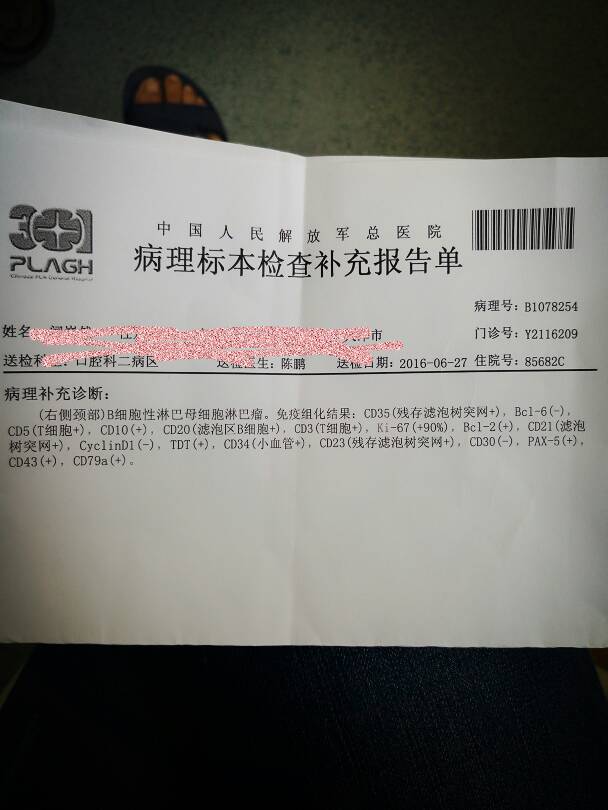 301
PLAGH
Chinese PLA General Hospital
中国人民解放军总医院
病理标本检查补充报告单
病理号: B1078254
姓名 市 门诊号: Y2116209
送检科 口腔科二病区 送检医生: 陈鹏 送检日期: 2016-06-27 住院号: 85682C
病理补充诊断:
(右侧颈部)B细胞性淋巴母细胞淋巴瘤。免疫组化结果: CD35(残存滤泡树突网+), Bcl-6(-),
CD5(T细胞+), CD10(+), CD20(滤泡区B细胞+), CD3(T细胞+), Ki-67(+90%), Bcl-2(+), CD21(滤泡
树突网+), CyclinD1(-), TDT(+), CD34(小血管+), CD23(残存滤泡树突网+), CD30(-), PAX-5(+),
CD43(+), CD79a(+)。